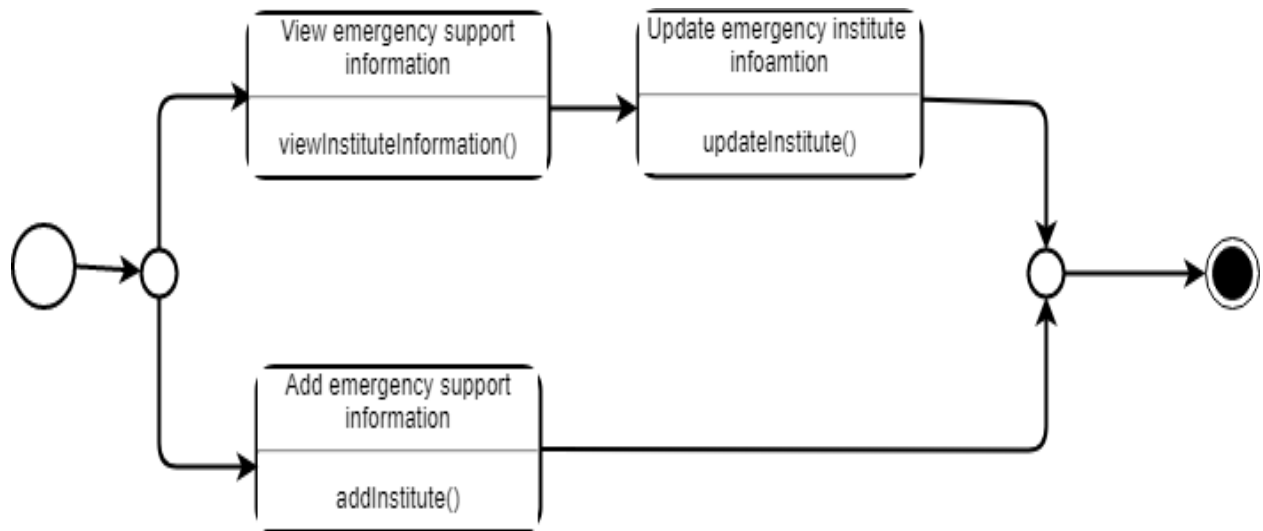 View emergency support
information
viewInstituteInformation()
Update emergency institute
infoamtion
updateInstitute()
Add emergency support
information
addInstitute()